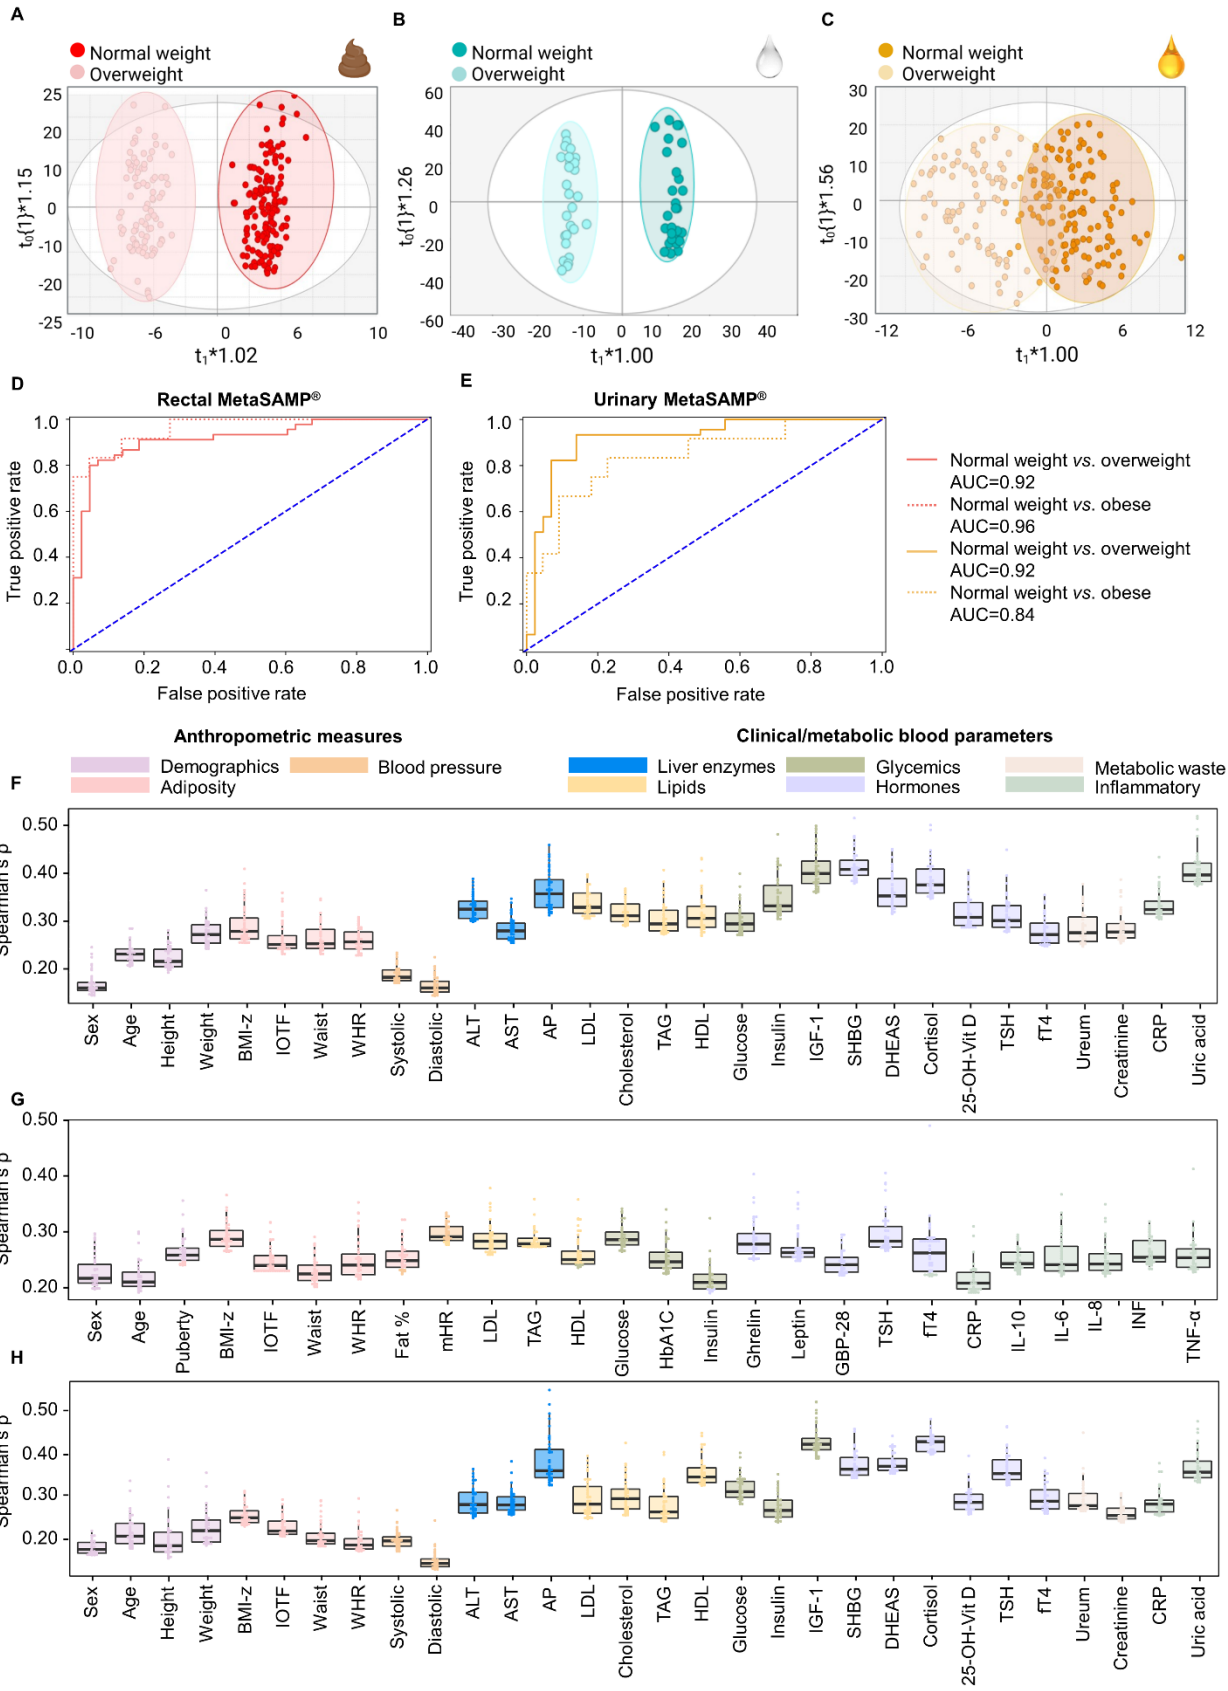 A
B
C
Normal weight
Overweight
Normal weight
Overweight
Normal weight
Overweight
25
20
10
0
-10
-20
-25
t₀{1}*1.15
-10
-6
0
6
10
t₁*1.02
60
40
20
0
-20
-40
-60
t₀{1}*1.26
-40
-30
-10
0
10
20
30
40
t₁*1.00
30
20
10
0
-10
-20
-30
t₀{1}*1.56
-12
-6
0
6
12
t₁*1.00
D
Rectal MetaSAMP®
1.0
0.8
0.6
0.4
0.2
True positive rate
0.0
0.2
0.4
0.6
0.8
1.0
False positive rate
E
Urinary MetaSAMP®
1.0
0.8
0.6
0.4
0.2
True positive rate
0.0
0.2
0.4
0.6
0.8
1.0
False positive rate
Normal weight vs. overweight
AUC=0.92
Normal weight vs. obese
AUC=0.96
Normal weight vs. overweight
AUC=0.92
Normal weight vs. obese
AUC=0.84
Anthropometric measures
Clinical/metabolic blood parameters
Demographics
Blood pressure
Adiposity
Liver enzymes
Glycemics
Metabolic waste
Lipids
Hormones
Inflammatory
F
0.50
0.40
0.30
0.20
Spearman's ρ
Sex
Age
Height
Weight
BMI-z
IOTF
Waist
WHR
Systolic
Diastolic
ALT
AST
AP
LDL
Cholesterol
TAG
HDL
Glucose
Insulin
IGF-1
SHBG
DHEAS
Cortisol
25-OH-Vit D
TSH
fT4
Ureum
Creatinine
CRP
Uric acid
G
0.50
0.40
0.30
0.20
Spearman's ρ
Sex
Age
Puberty
BMI-z
IOTF
Waist
WHR
Fat %
mHR
LDL
TAG
HDL
Glucose
HbA1C
Insulin
Ghrelin
Leptin
GBP-28
TSH
fT4
CRP
IL-10
IL-6
IL-8
INF
TNF-α
H
0.50
0.40
0.30
0.20
Spearman's ρ
Sex
Age
Height
Weight
BMI-z
IOTF
Waist
WHR
Systolic
Diastolic
ALT
AST
AP
LDL
Cholesterol
TAG
HDL
Glucose
Insulin
IGF-1
SHBG
DHEAS
Cortisol
25-OH-Vit D
TSH
fT4
Ureum
Creatinine
CRP
Uric acid